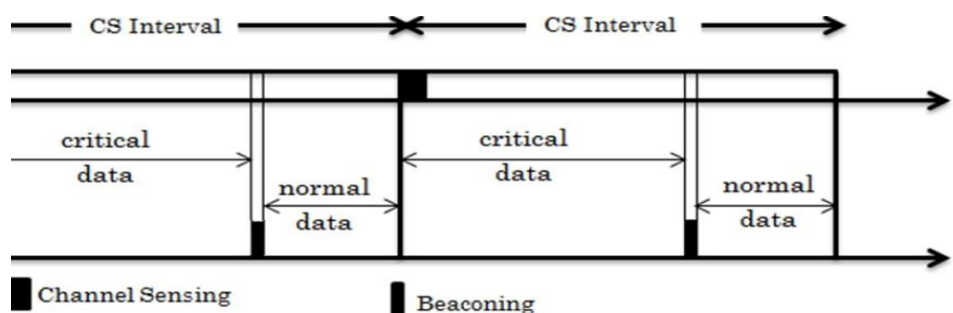 CS Interval
CS Interval
critical
data
critical
data
normal
data
normal
data
Channel Sensing
Beaconing